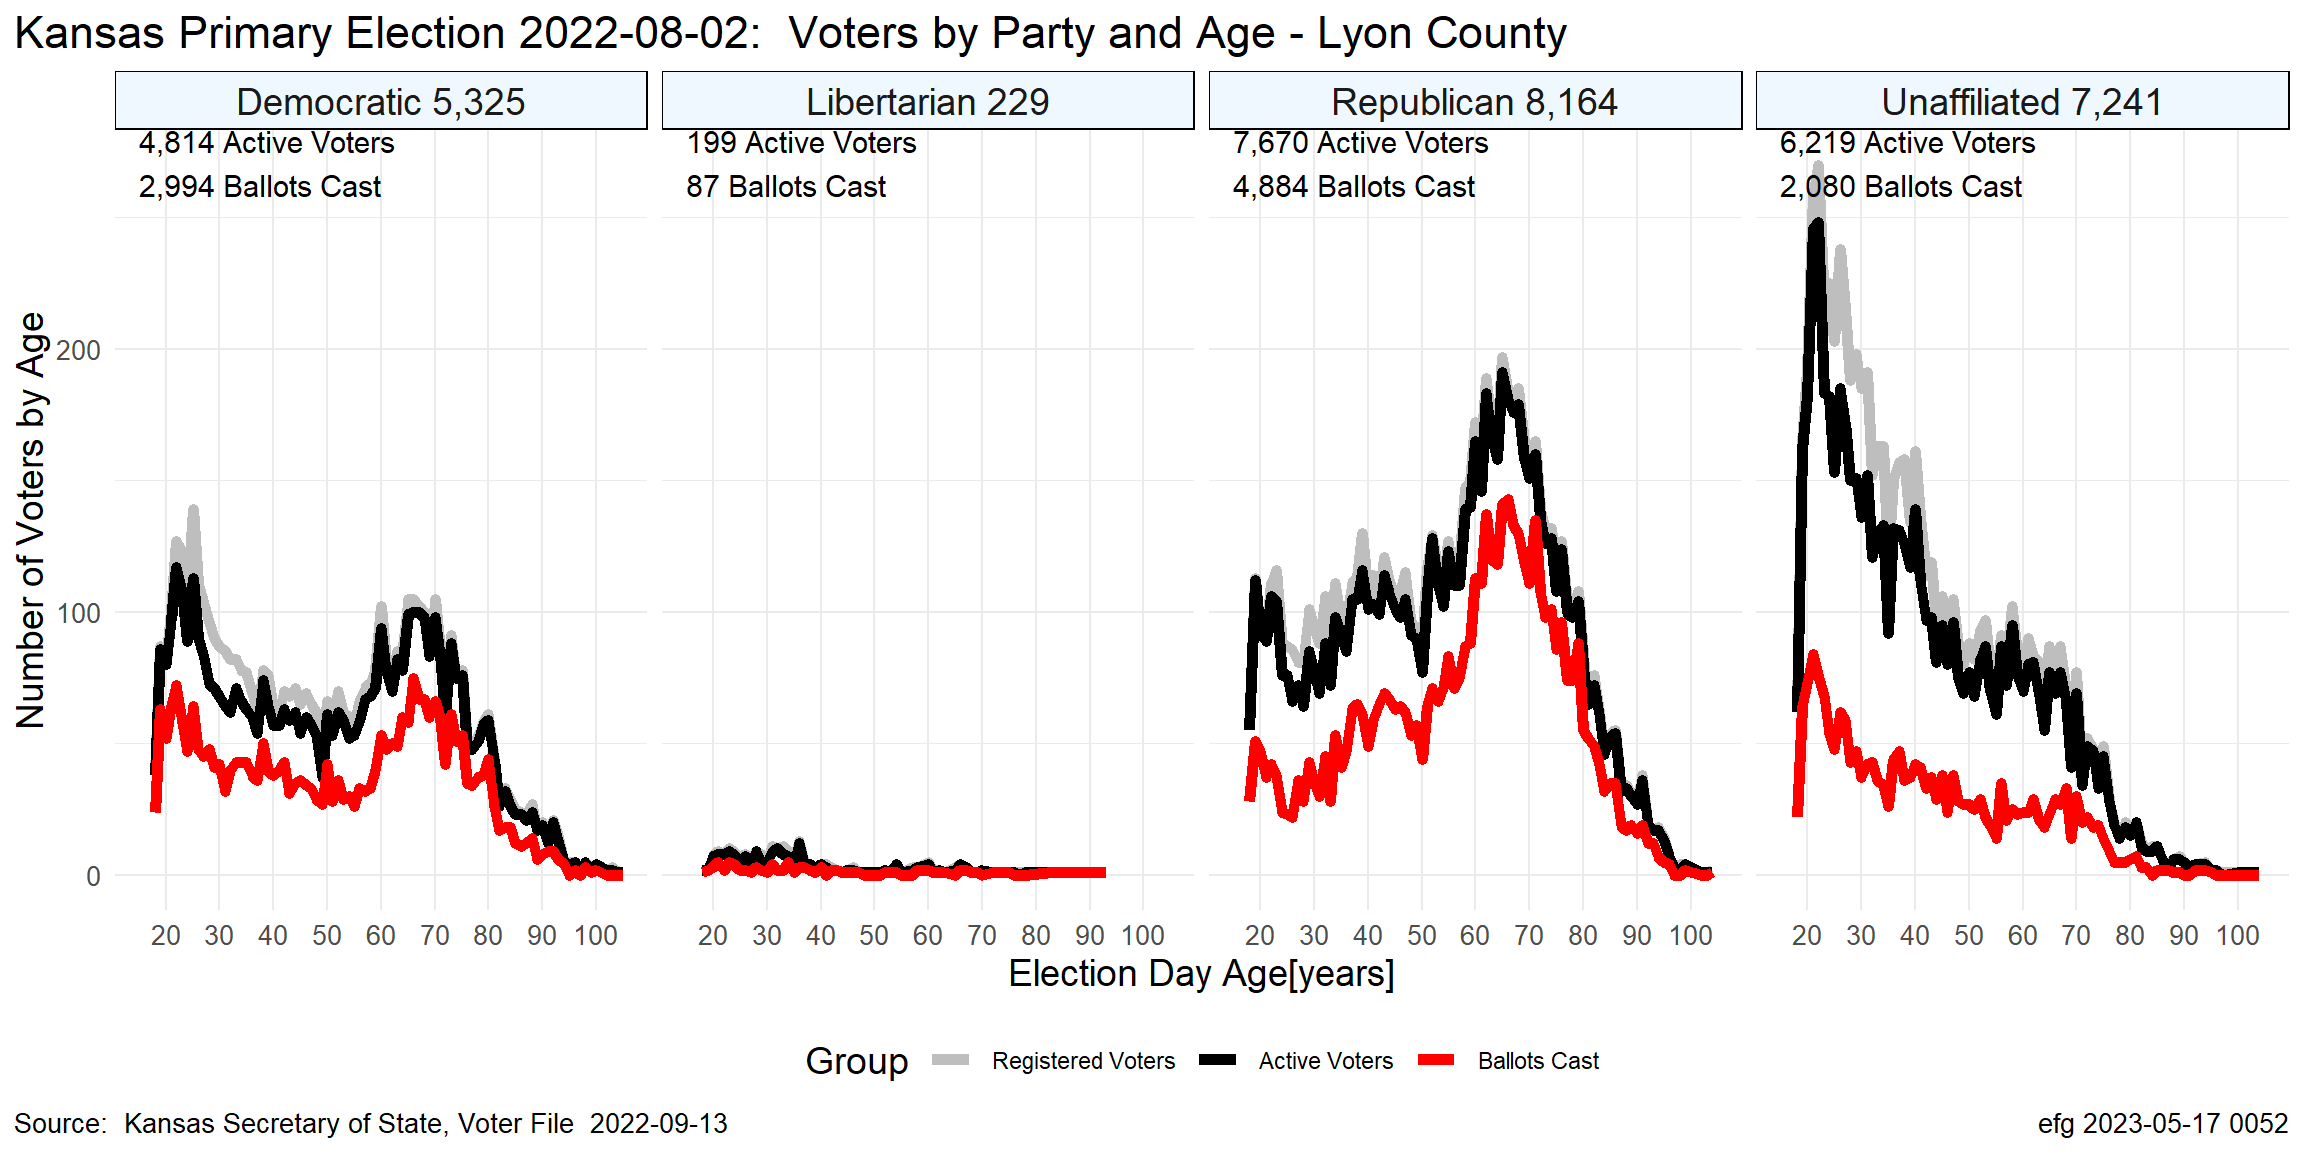 Kansas Primary Election 2022-08-02:  Voters by Party and Age - Lyon County
Democratic 5,325
Libertarian 229
Republican 8,164
Unaffiliated 7,241
4,814 Active Voters
2,994 Ballots Cast
199 Active Voters
87 Ballots Cast
7,670 Active Voters
4,884 Ballots Cast
6,219 Active Voters
2,080 Ballots Cast
Number of Voters by Age
200
100
0
20 30 40 50 60 70 80 90 100
20 30 40 50 60 70 80 90 100
20 30 40 50 60 70 80 90 100
20 30 40 50 60 70 80 90 100
Election Day Age[years]
Group Registered Voters Active Voters Ballots Cast
Source:  Kansas Secretary of State, Voter File  2022-09-13
efg 2023-05-17 0052